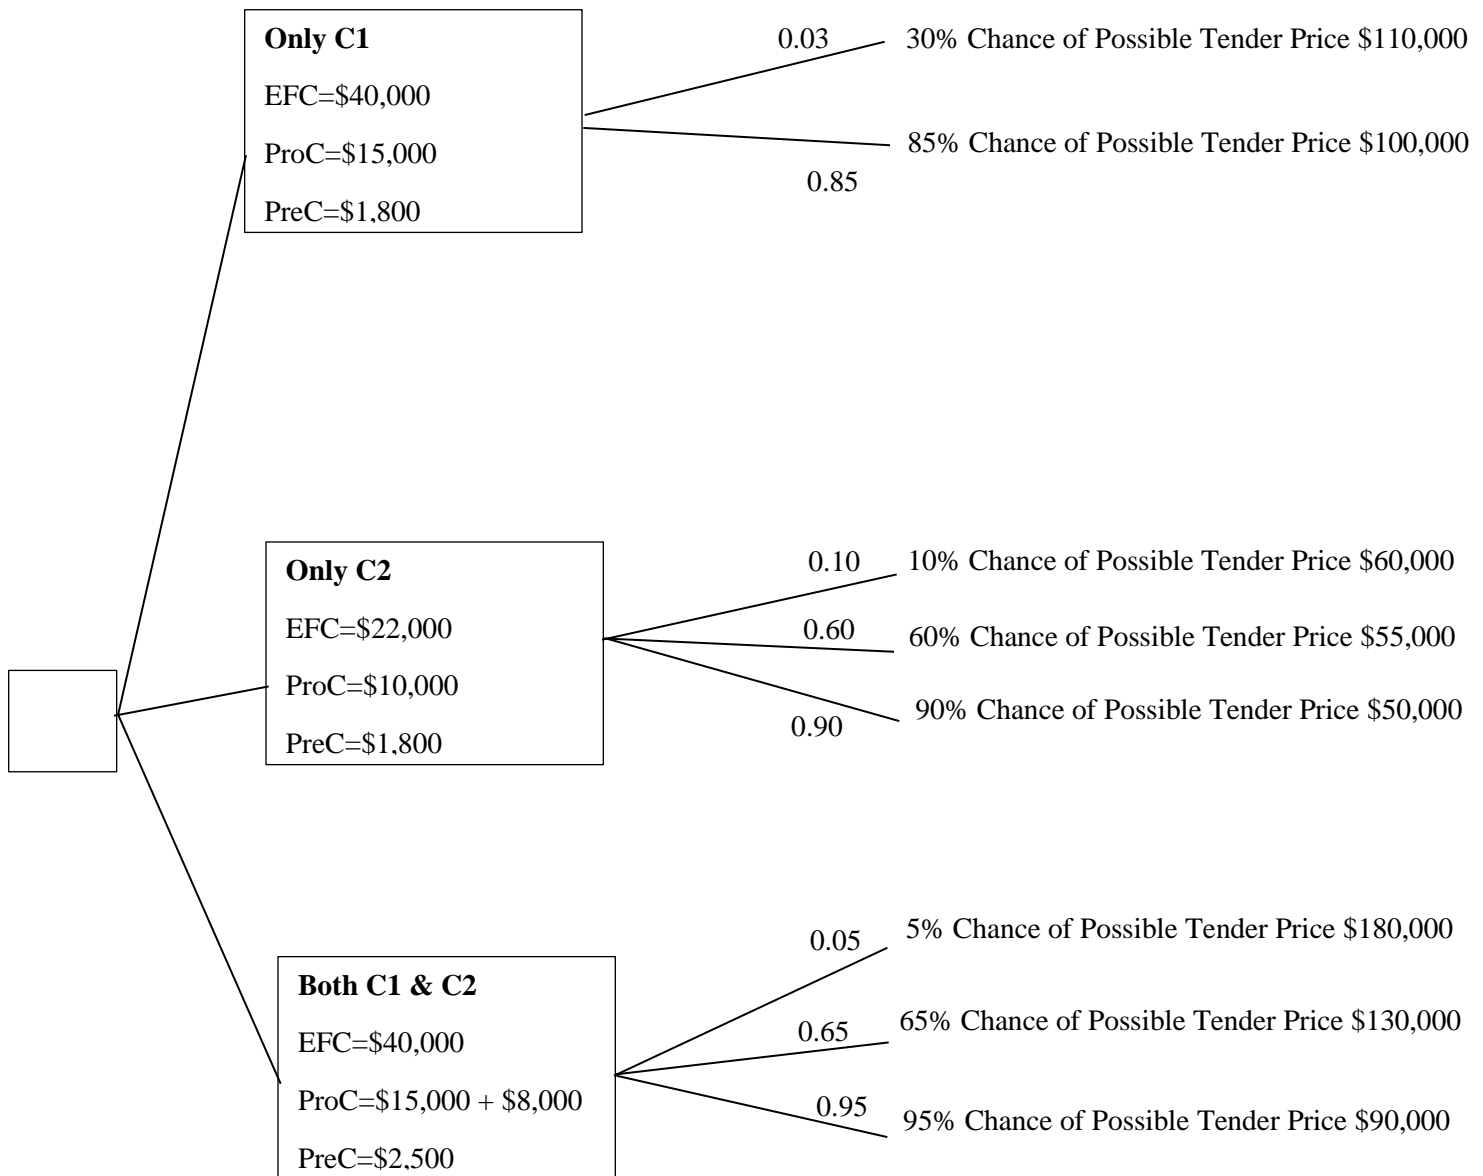 Only C1
EFC=$40,000
ProC=$15,000
PreC=$1,800
0.03
30% Chance of Possible Tender Price $110,000
85% Chance of Possible Tender Price $100,000
0.85
Only C2
EFC=$22,000
ProC=$10,000
PreC=$1,800
0.10
10% Chance of Possible Tender Price $60,000
0.60
60% Chance of Possible Tender Price $55,000
90% Chance of Possible Tender Price $50,000
0.90
Both C1 & C2
EFC=$40,000
ProC=$15,000 + $8,000
PreC=$2,500
0.05
5% Chance of Possible Tender Price $180,000
0.65
65% Chance of Possible Tender Price $130,000
0.95
95% Chance of Possible Tender Price $90,000